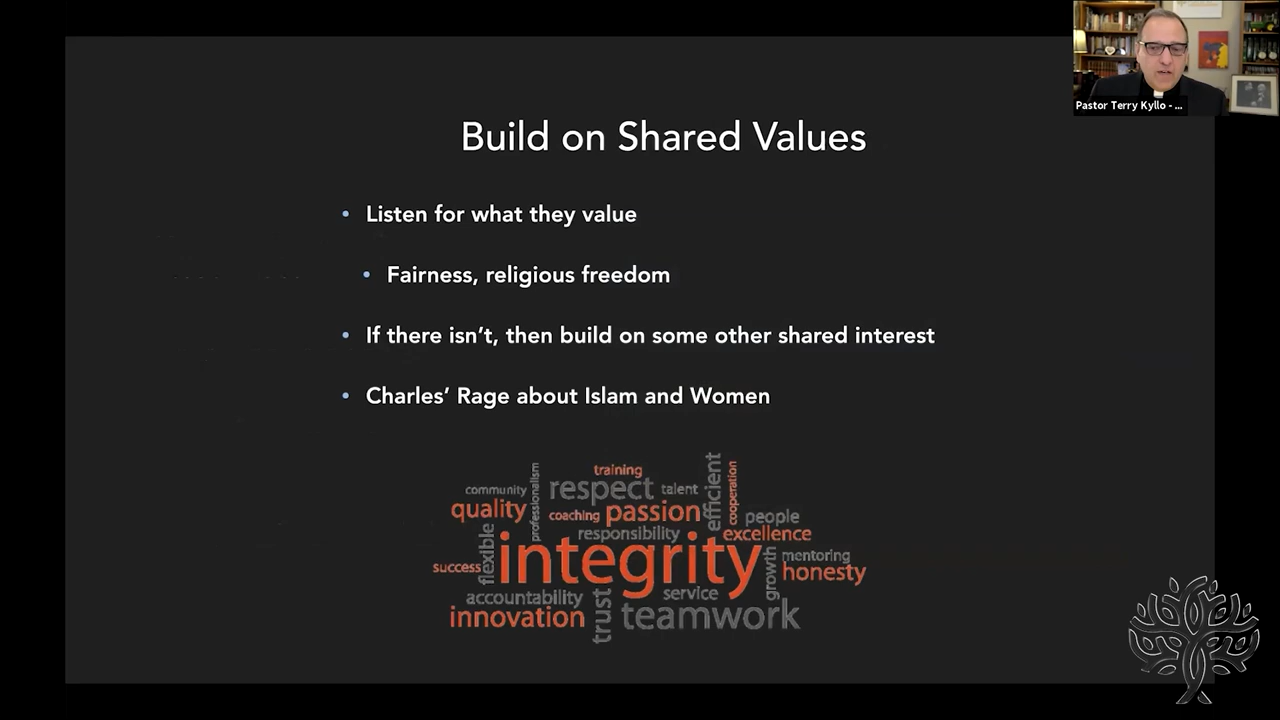 Pastor Terry Kyllo - ...
Build on Shared Values
• Listen for what they value
• Fairness, religious freedom
• If there isn’t, then build on some other shared interest
• Charles’ Rage about Islam and Women
training
community
professionalism
respect
talent
efficient
cooperation
quality
coaching
passion
people
responsibility
excellence
flexible
integrity
growth
mentoring
success
honesty
accountability
service
innovation
trust
teamwork